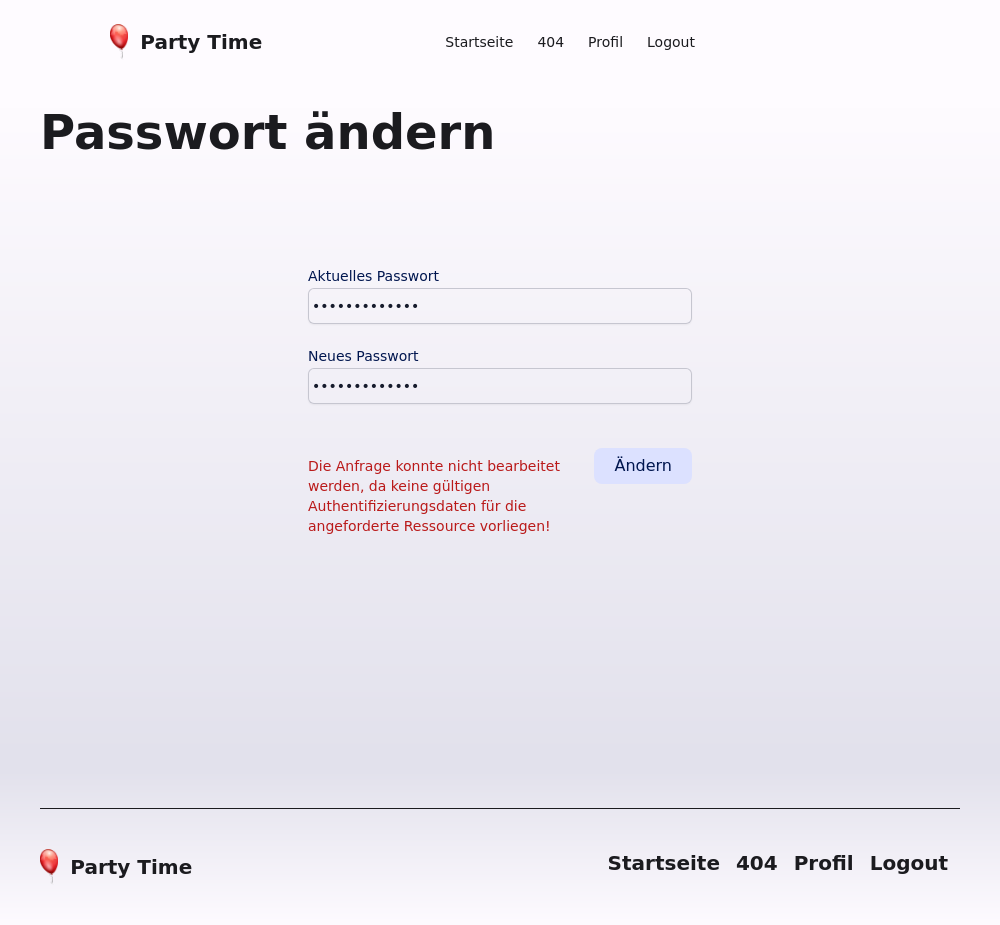 Party Time
Startseite 404 Profil Logout
Passwort ändern
Aktuelles Passwort
•••••••••••••
Neues Passwort
•••••••••••••
Die Anfrage konnte nicht bearbeitet
werden, da keine gültigen
Authentifizierungsdaten für die
angeforderte Ressource vorliegen!
Ändern
Party Time
Startseite 404 Profil Logout